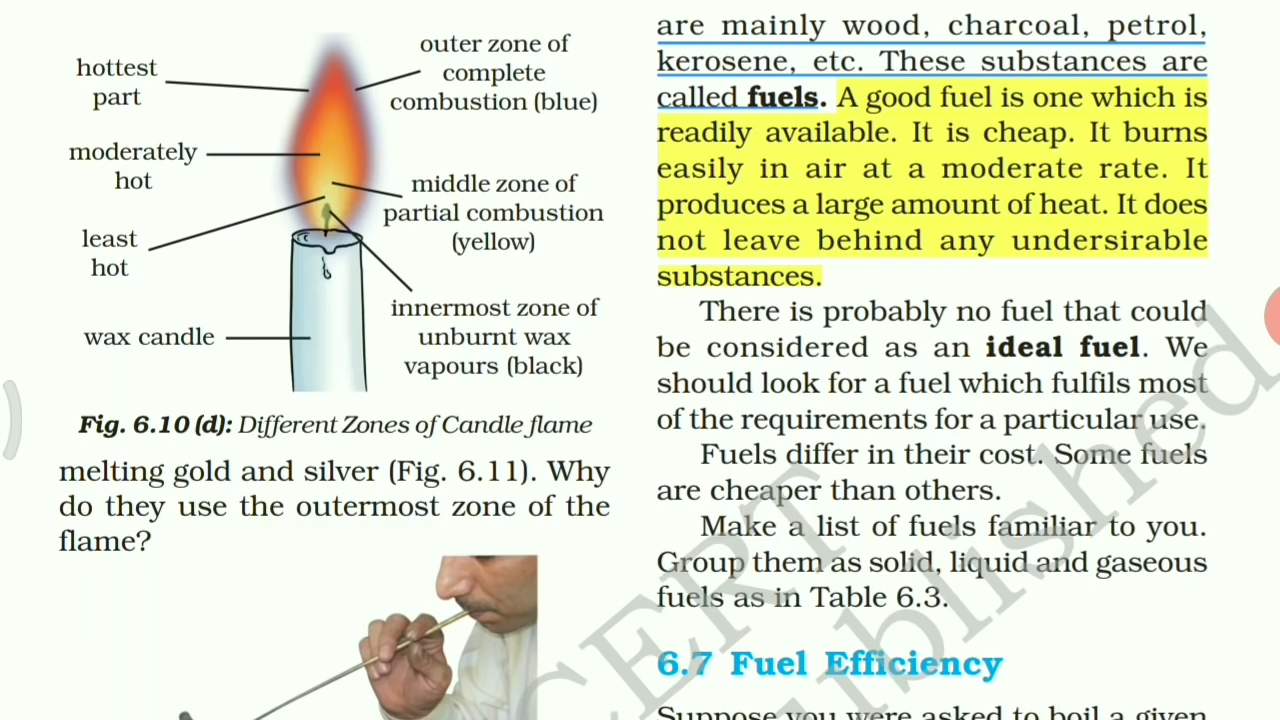 hottest
part
moderately
hot
least
hot
wax candle
outer zone of
complete
combustion (blue)
middle zone of
partial combustion
(yellow)
innermost zone of
unburnt wax
vapours (black)
Fig. 6.10 (d): Different Zones of Candle flame
melting gold and silver (Fig. 6.11). Why
do they use the outermost zone of the
flame?
are mainly wood, charcoal, petrol,
kerosene, etc. These substances are
called fuels. A good fuel is one which is
readily available. It is cheap. It burns
easily in air at a moderate rate. It
produces a large amount of heat. It does
not leave behind any undersirable
substances.
There is probably no fuel that could
be considered as an ideal fuel. We
should look for a fuel which fulfils most
of the requirements for a particular use.
Fuels differ in their cost. Some fuels
are cheaper than others.
Make a list of fuels familiar to you.
Group them as solid, liquid and gaseous
fuels as in Table 6.3.
6.7 Fuel Efficiency
Suppose you were asked to boil a given